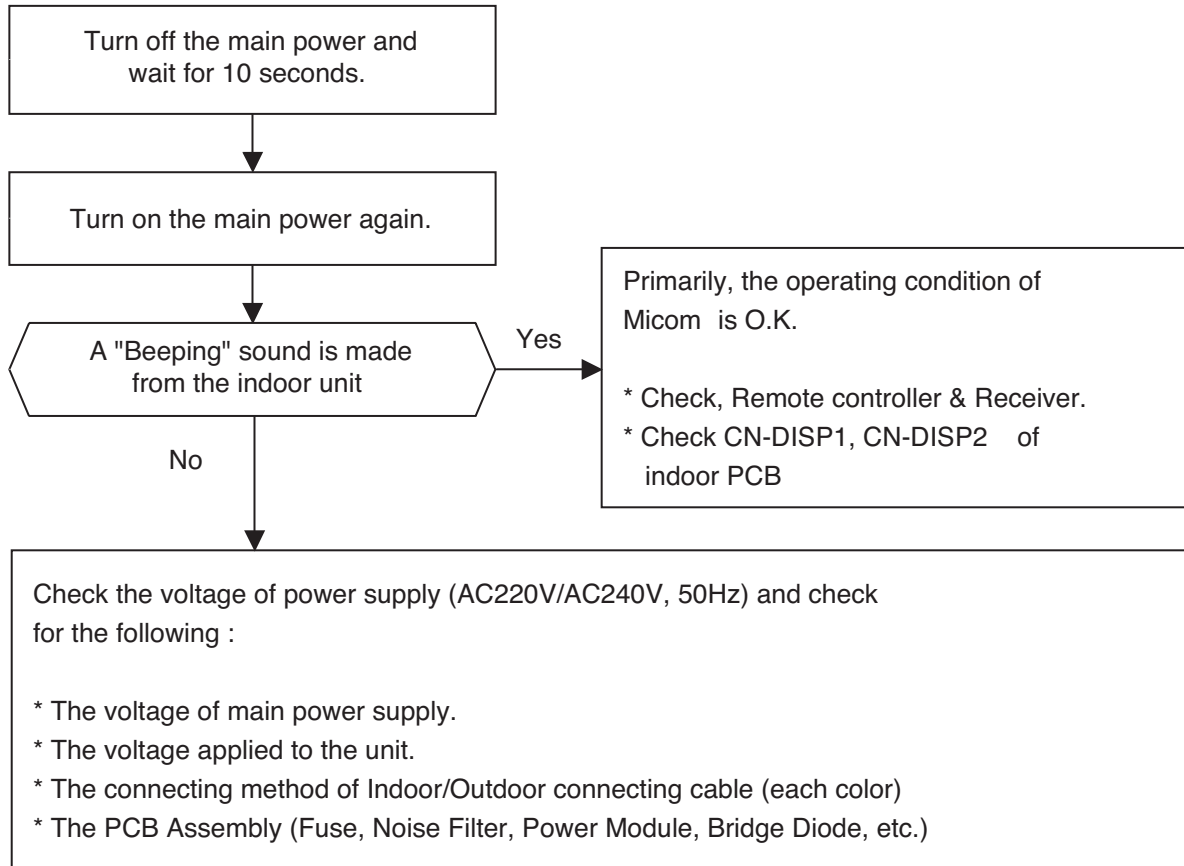 Turn off the main power and
wait for 10 seconds.
Turn on the main power again.
A "Beeping" sound is made
from the indoor unit
Yes
Primarily, the operating condition of
Micom is O.K.
* Check, Remote controller & Receiver.
* Check CN-DISP1, CN-DISP2 of
indoor PCB
No
Check the voltage of power supply (AC220V/AC240V, 50Hz) and check
for the following :
* The voltage of main power supply.
* The voltage applied to the unit.
* The connecting method of Indoor/Outdoor connecting cable (each color)
* The PCB Assembly (Fuse, Noise Filter, Power Module, Bridge Diode, etc.)